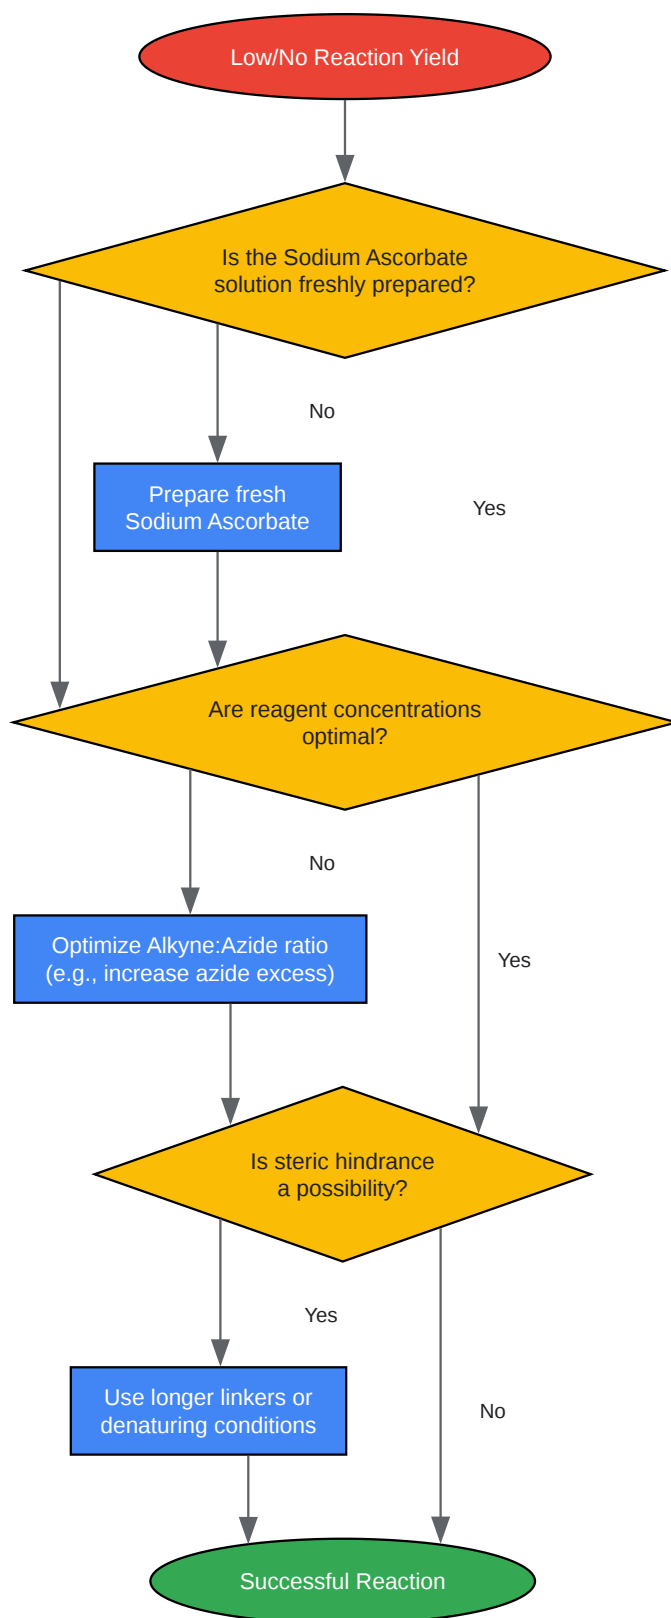 Low/No Reaction Yield
Is the Sodium Ascorbate
solution freshly prepared?
No
Prepare fresh
Sodium Ascorbate
Yes
Are reagent concentrations
optimal?
No
Optimize Alkyne:Azide ratio
(e.g., increase azide excess)
Yes
Is steric hindrance
a possibility?
Yes
Use longer linkers or
denaturing conditions
No
Successful Reaction